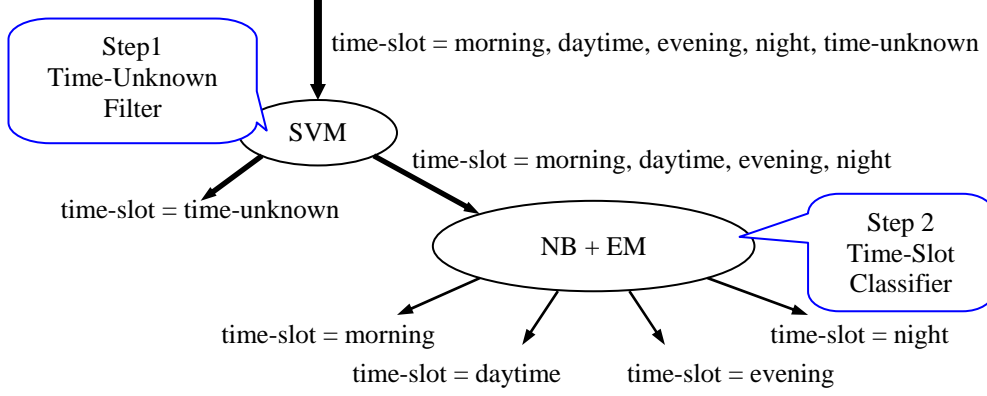 Step1
Time-Unknown
Filter
time-slot = morning, daytime, evening, night, time-unknown
SVM
time-slot = morning, daytime, evening, night
time-slot = time-unknown
Step 2
Time-Slot
Classifier
NB + EM
time-slot = morning
time-slot = night
time-slot = daytime
time-slot = evening